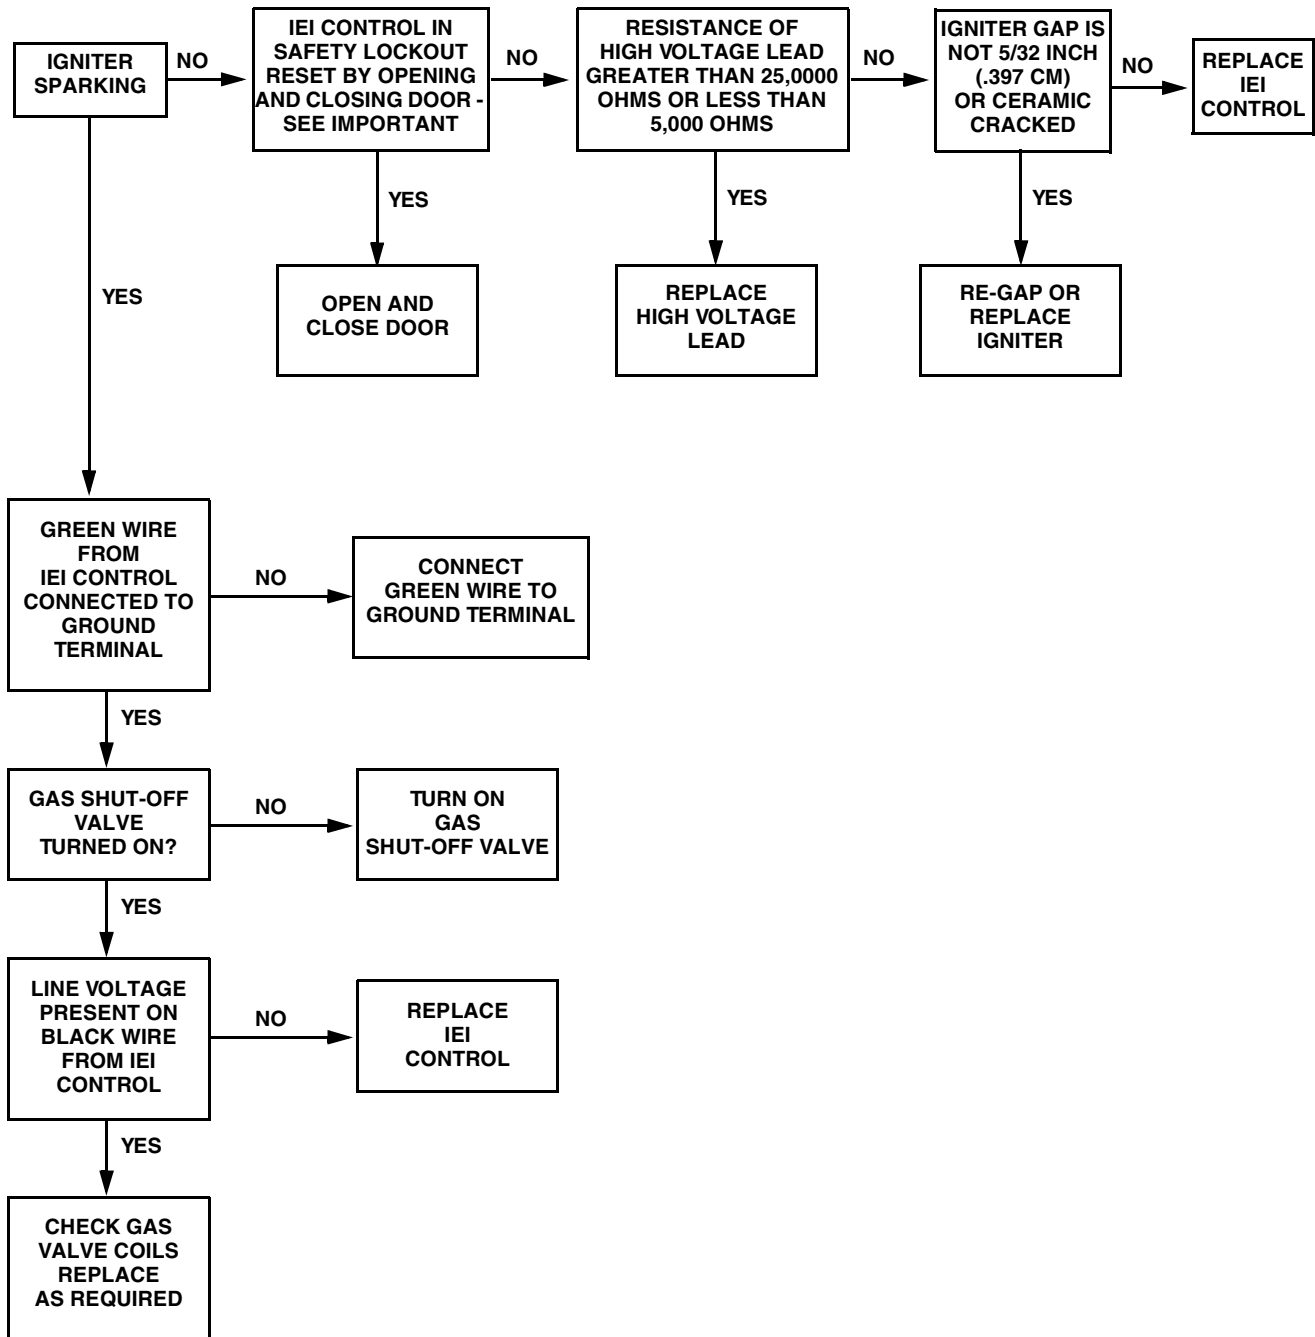 IGNITER
SPARKING
NO
IEI CONTROL IN
SAFETY LOCKOUT
RESET BY OPENING
AND CLOSING DOOR -
SEE IMPORTANT
NO
RESISTANCE OF
HIGH VOLTAGE LEAD
GREATER THAN 25,0000
OHMS OR LESS THAN
5,000 OHMS
NO
IGNITER GAP IS
NOT 5/32 INCH
(.397 CM)
OR CERAMIC
CRACKED
NO
REPLACE
IEI
CONTROL
YES
YES
YES
YES
OPEN AND
CLOSE DOOR
REPLACE
HIGH VOLTAGE
LEAD
RE-GAP OR
REPLACE
IGNITER
GREEN WIRE
FROM
IEI CONTROL
CONNECTED TO
GROUND
TERMINAL
NO
CONNECT
GREEN WIRE TO
GROUND TERMINAL
YES
GAS SHUT-OFF
VALVE
TURNED ON?
NO
TURN ON
GAS
SHUT-OFF VALVE
YES
LINE VOLTAGE
PRESENT ON
BLACK WIRE
FROM IEI
CONTROL
NO
REPLACE
IEI
CONTROL
YES
CHECK GAS
VALVE COILS
REPLACE
AS REQUIRED